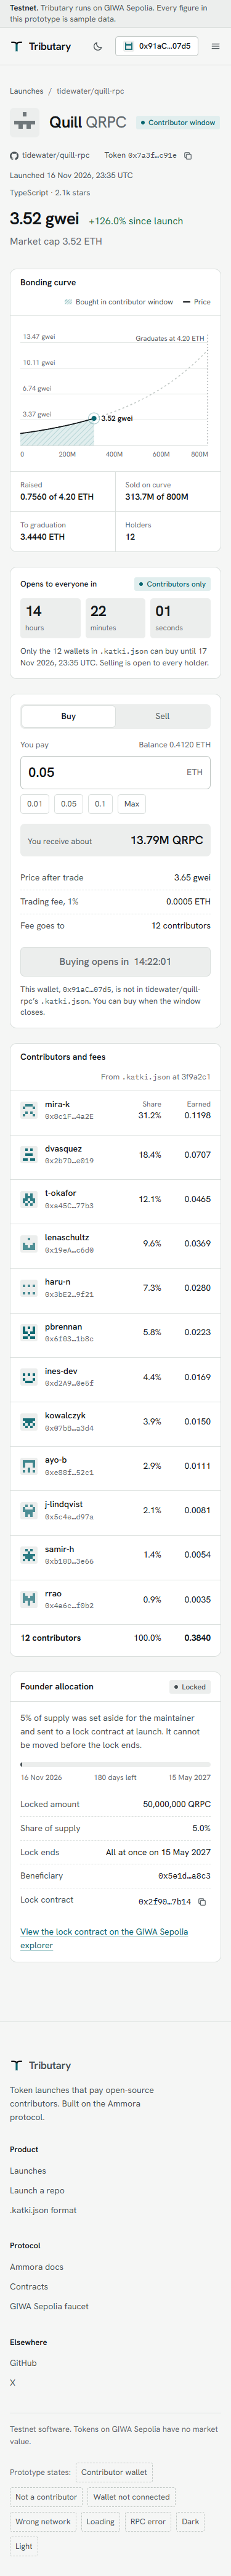 Testnet. Tributary runs on GIWA Sepolia. Every figure in
this prototype is sample data.
Tributary
0x91aC…07d5
Launches / tidewater/quill-rpc
Quill QRPC
Contributor window
tidewater/quill-rpc
Token 0x7a3f…c91e
Launched 16 Nov 2026, 23:35 UTC
TypeScript · 2.1k stars
3.52 gwei +126.0% since launch
Market cap 3.52 ETH
Bonding curve
Bought in contributor window
Price
13.47 gwei
Graduates at 4.20 ETH
10.11 gwei
6.74 gwei
3.37 gwei
3.52 gwei
0 200M 400M 600M 800M
Raised
0.7560 of 4.20 ETH
Sold on curve
313.7M of 800M
To graduation
3.4440 ETH
Holders
12
Opens to everyone in
Contributors only
14
hours
22
minutes
01
seconds
Only the 12 wallets in .katki.json can buy until 17
Nov 2026, 23:35 UTC. Selling is open to every holder.
Buy
Sell
You pay
Balance 0.4120 ETH
0.05
ETH
0.01
0.05
0.1
Max
You receive about
13.79M QRPC
Price after trade 3.65 gwei
Trading fee, 1% 0.0005 ETH
Fee goes to 12 contributors
Buying opens in 14:22:01
This wallet, 0x91aC…07d5, is not in tidewater/quill-
rpc's .katki.json. You can buy when the window
closes.
Contributors and fees
From .katki.json at 3f9a2c1
Share Earned
mira-k 31.2% 0.1198
0x8c1F…4a2E
dvasquez 18.4% 0.0707
0x2b7D…e019
t-okafor 12.1% 0.0465
0xa45C…77b3
lenaschultz 9.6% 0.0369
0x19eA…c6d0
haru-n 7.3% 0.0280
0x3bE2…9f21
pbrennan 5.8% 0.0223
0x6f03…1b8c
ines-dev 4.4% 0.0169
0xd2A9…0e5f
kowalczyk 3.9% 0.0150
0x07bB…a3d4
ayo-b 2.9% 0.0111
0xe88f…52c1
j-lindqvist 2.1% 0.0081
0x5c4e…d97a
samir-h 1.4% 0.0054
0xb10D…3e66
rrao 0.9% 0.0035
0x4a6c…f0b2
12 contributors 100.0% 0.3840
Founder allocation
Locked
5% of supply was set aside for the maintainer
and sent to a lock contract at launch. It cannot
be moved before the lock ends.
16 Nov 2026 180 days left 15 May 2027
Locked amount 50,000,000 QRPC
Share of supply 5.0%
Lock ends All at once on 15 May 2027
Beneficiary 0x5e1d…a8c3
Lock contract 0x2f90…7b14
View the lock contract on the GIWA Sepolia
explorer
Tributary
Token launches that pay open-source
contributors. Built on the Ammora
protocol.
Product
Launches
Launch a repo
.katki.json format
Protocol
Ammora docs
Contracts
GIWA Sepolia faucet
Elsewhere
GitHub
X
Testnet software. Tokens on GIWA Sepolia have no market
value.
Prototype states:
Contributor wallet
Not a contributor
Wallet not connected
Wrong network
Loading
RPC error
Dark
Light